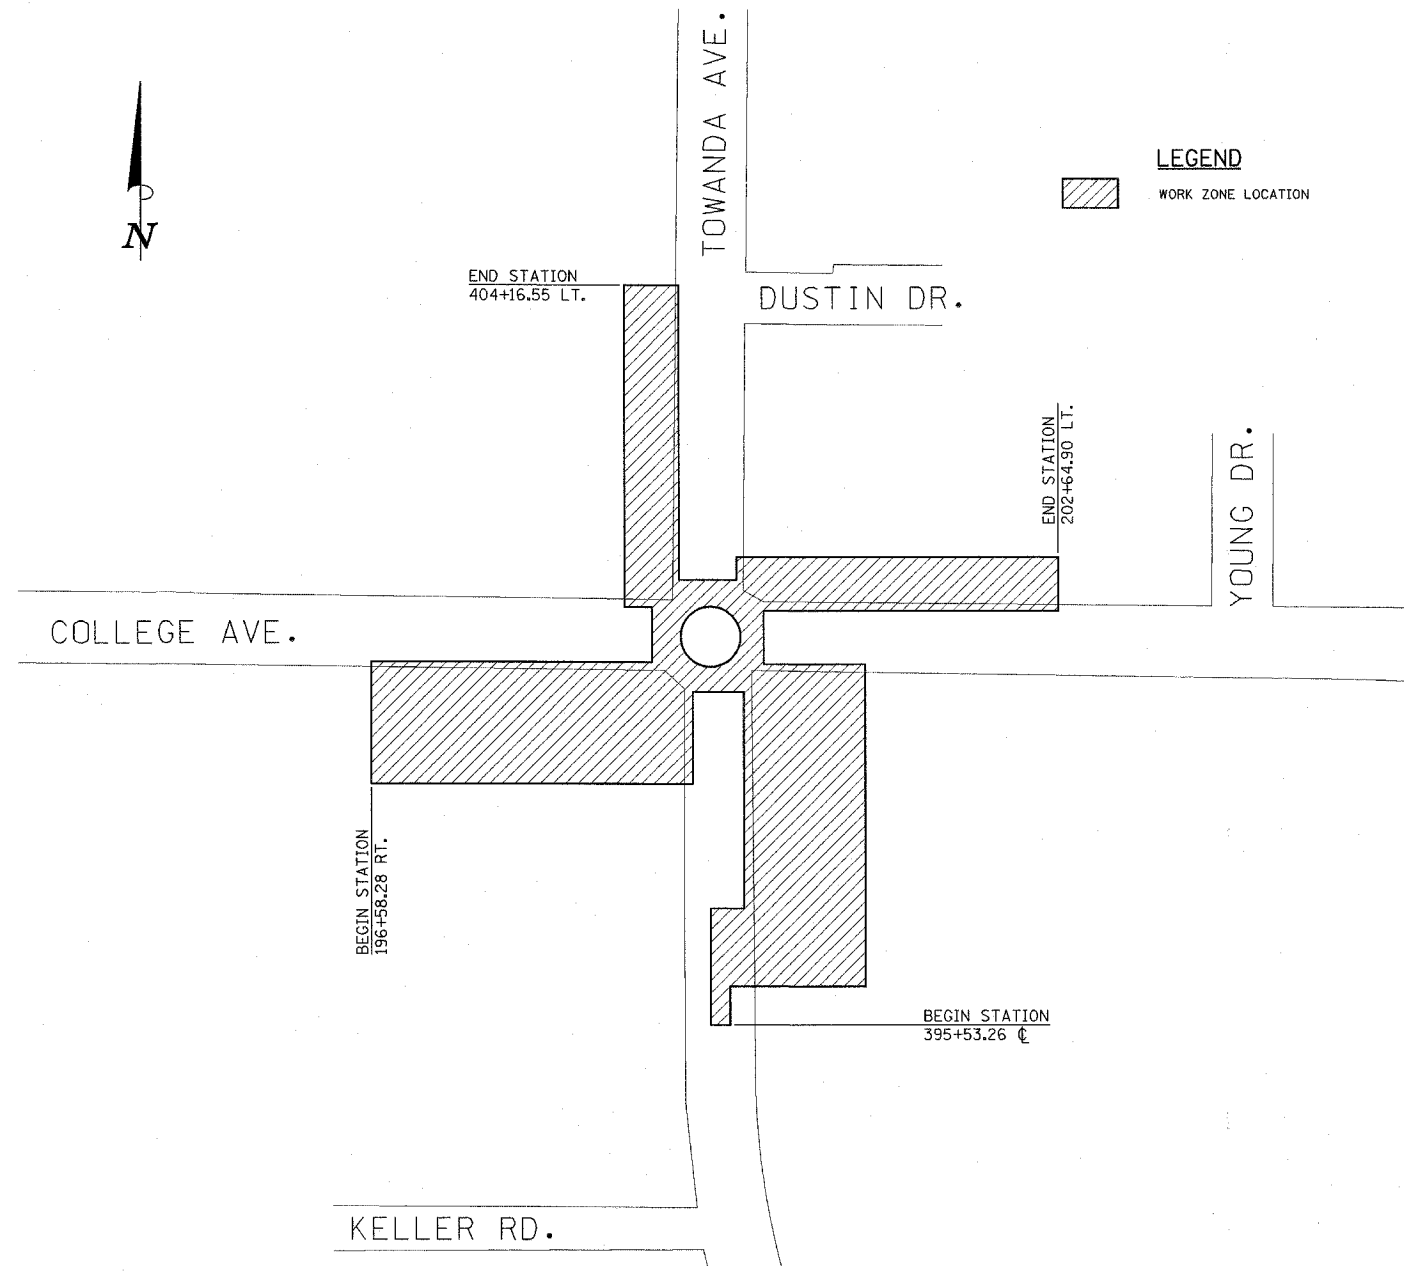 TOWANDA AVE.
LEGEND
WORK ZONE LOCATION
N
END STATION
404+16.55 LT.
DUSTIN DR.
END STATION
202+64.90 LT.
YOUNG DR.
COLLEGE AVE.
BEGIN STATION
196+58.28 RT.
BEGIN STATION
395+53.26 ℄
KELLER RD.